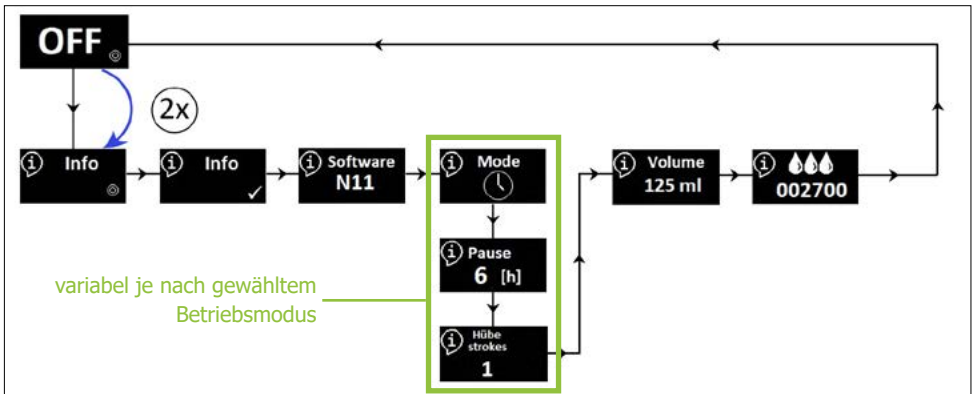 OFF
2x
i Info
i Info
i Software
N11
i Mode
i Pause
6 [h]
i Hübe
strokes
1
i Volume
125 ml
i
002700
variabel je nach gewähltem
Betriebsmodus